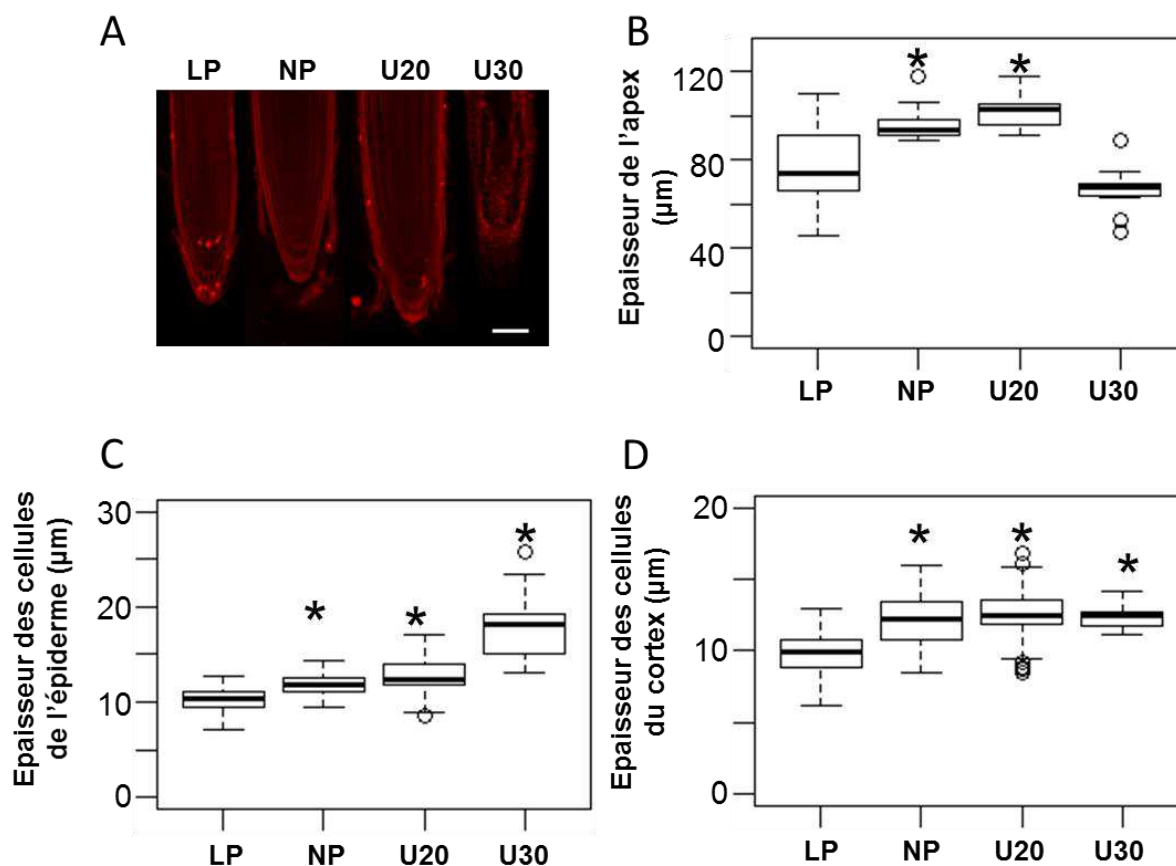 A
LP NP U20 U30
B
Epaisseur de l'apex
(µm)
120
80
40
0
* *
LP NP U20 U30
C
Epaisseur des cellules
de l'épiderme (µm)
30
20
10
0
* * *
LP NP U20 U30
D
Epaisseur des cellules
du cortex (µm)
20
10
0
* * *
LP NP U20 U30